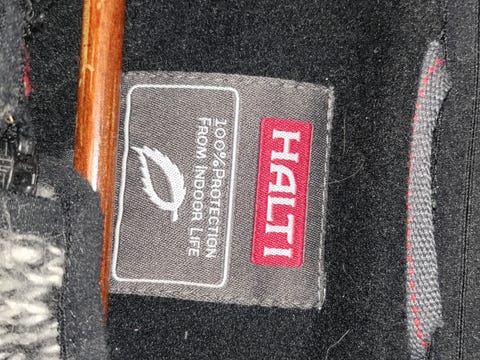 HALTI
100% PROTECTION
FROM INDOOR LIFE